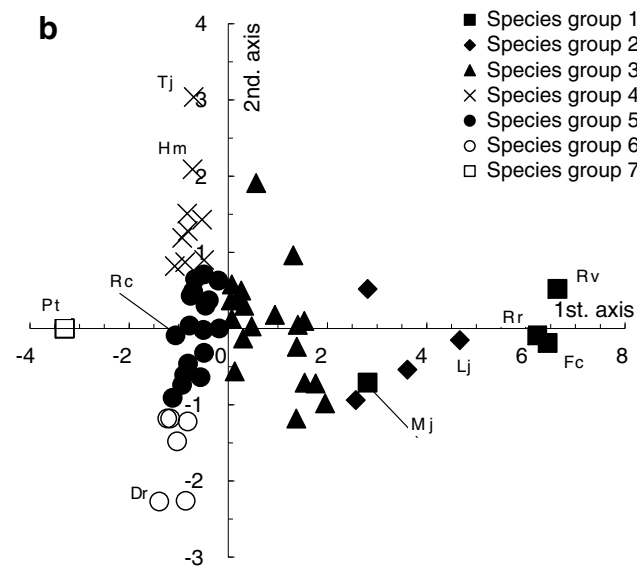 b
4
3
2
1
-1
-2
-3
-4
-2
0
2
4
6
8
2nd. axis
1st. axis
Species group 1
Species group 2
Species group 3
Species group 4
Species group 5
Species group 6
Species group 7
Tj
Hm
Rc
Pt
Dr
Rv
Rr
Fc
Lj
Mj